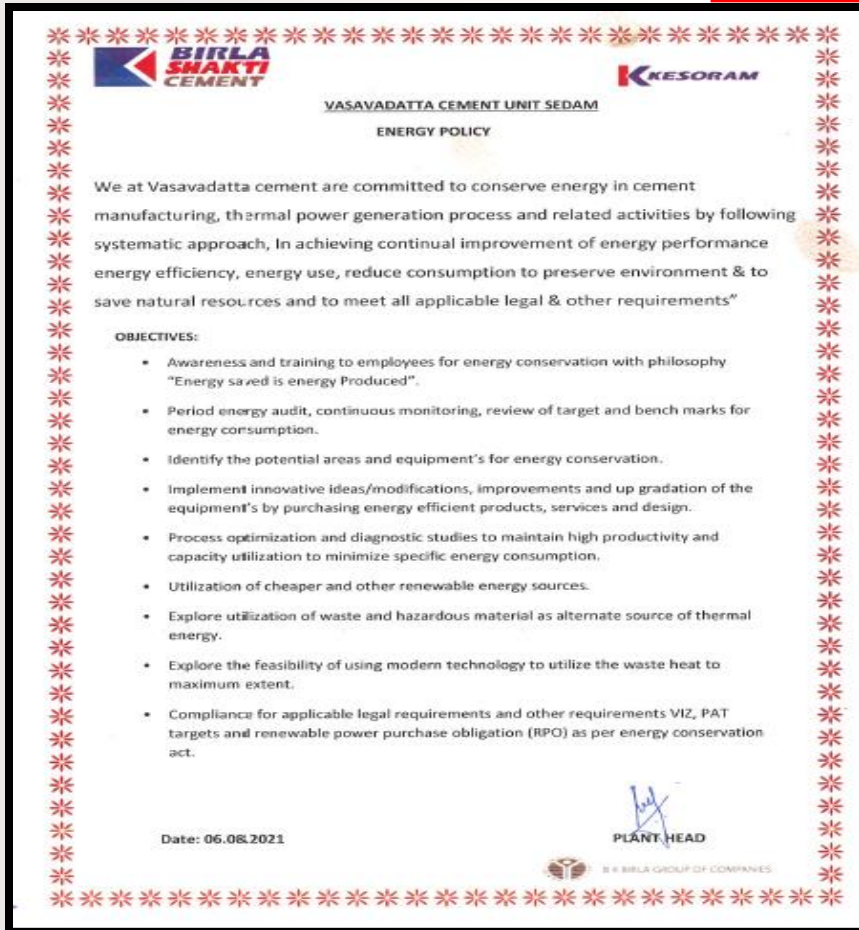 BIRLA
SHAKTI
CEMENT
KESORAM
VASAVADATTA CEMENT UNIT SEDAM
ENERGY POLICY
We at Vasavadatta cement are committed to conserve energy in cement
manufacturing, thermal power generation process and related activities by following
systematic approach, In achieving continual improvement of energy performance
energy efficiency, energy use, reduce consumption to preserve environment & to
save natural resources and to meet all applicable legal & other requirements”
OBJECTIVES:
• Awareness and training to employees for energy conservation with philosophy
“Energy saved is energy Produced”.
• Period energy audit, continuous monitoring, review of target and bench marks for
energy consumption.
• Identify the potential areas and equipment's for energy conservation.
• Implement innovative ideas/modifications, improvements and up gradation of the
equipment's by purchasing energy efficient products, services and design.
• Process optimization and diagnostic studies to maintain high productivity and
capacity utilization to minimize specific energy consumption.
• Utilization of cheaper and other renewable energy sources.
• Explore utilization of waste and hazardous material as alternate source of thermal
energy.
• Explore the feasibility of using modern technology to utilize the waste heat to
maximum extent.
• Compliance for applicable legal requirements and other requirements VIZ, PAT
targets and renewable power purchase obligation (RPO) as per energy conservation
act.
Date: 06.08.2021
PLANT HEAD
B K BIRLA GROUP OF COMPANIES